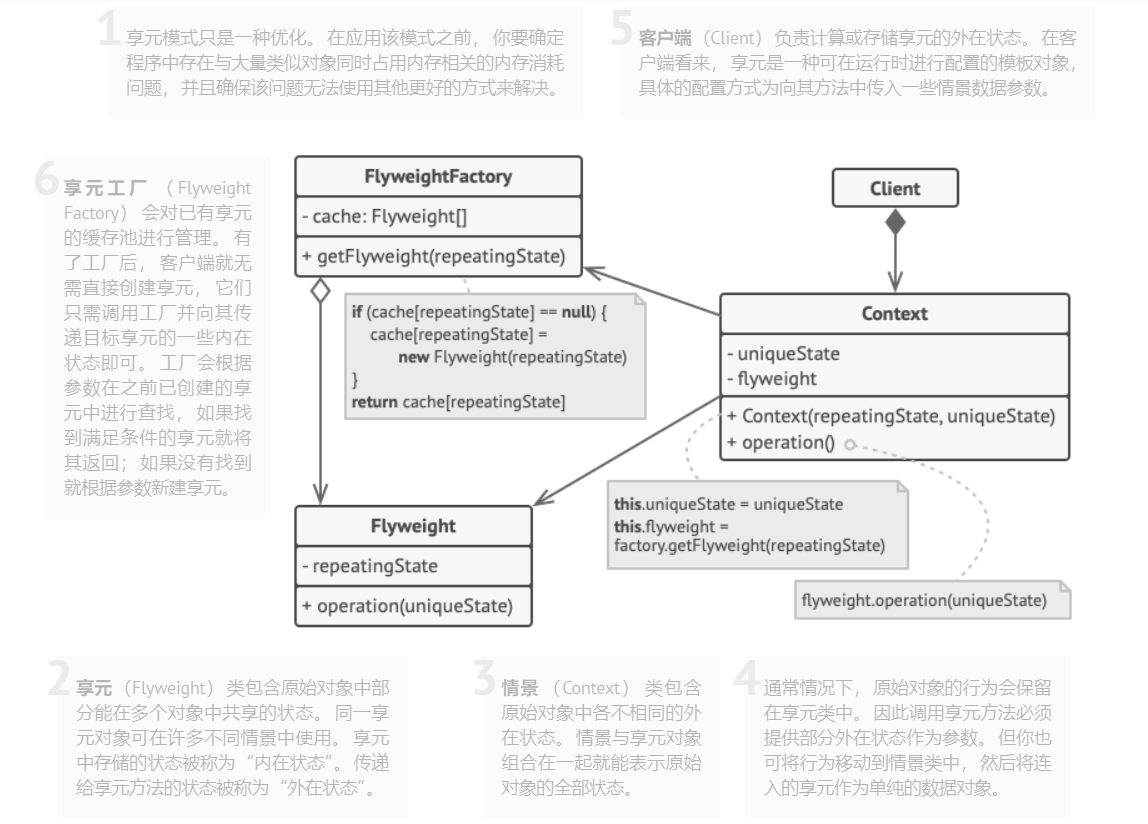 1
享元模式只是一种优化。 在应用该模式之前， 你要确定
程序中存在与大量类似对象同时占用内存相关的内存消耗
问题， 并且确保该问题无法使用其他更好的方式来解决。
5
客户端 （Client） 负责计算或存储享元的外在状态。 在客
户端看来， 享元是一种可在运行时进行配置的模板对象，
具体的配置方式为向其方法中传入一些情景数据参数。
6
享元工厂 （Flyweight
Factory） 会对已有享元
的缓存池进行管理。 有
了工厂后， 客户端就无
需直接创建享元， 它们
只需调用工厂并向其传
递目标享元的一些内在
状态即可。 工厂会根据
参数在之前已创建的享
元中进行查找， 如果找
到满足条件的享元就将
其返回； 如果没有找到
就根据参数新建享元。
FlyweightFactory
- cache: Flyweight[]
+ getFlyweight(repeatingState)
if (cache[repeatingState] == null) {
cache[repeatingState] =
new Flyweight(repeatingState)
}
return cache[repeatingState]
Client
Context
- uniqueState
- flyweight
+ Context(repeatingState, uniqueState)
+ operation()
this.uniqueState = uniqueState
this.flyweight =
factory.getFlyweight(repeatingState)
flyweight.operation(uniqueState)
Flyweight
- repeatingState
+ operation(uniqueState)
2
享元 （Flyweight） 类包含原始对象中部
分能在多个对象中共享的状态。 同一享
元对象可在许多不同情景中使用。 享元
中存储的状态被称为 “内在状态”。 传递
给享元方法的状态被称为 “外在状态”。
3
情景 （Context） 类包含
原始对象中各不相同的外
在状态。 情景与享元对象
组合在一起就能表示原始
对象的全部状态。
4
通常情况下， 原始对象的行为会保留
在享元类中。 因此调用享元方法必须
提供部分外在状态作为参数。 但你也
可将行为移动到情景类中， 然后将连
入的享元作为单纯的数据对象。